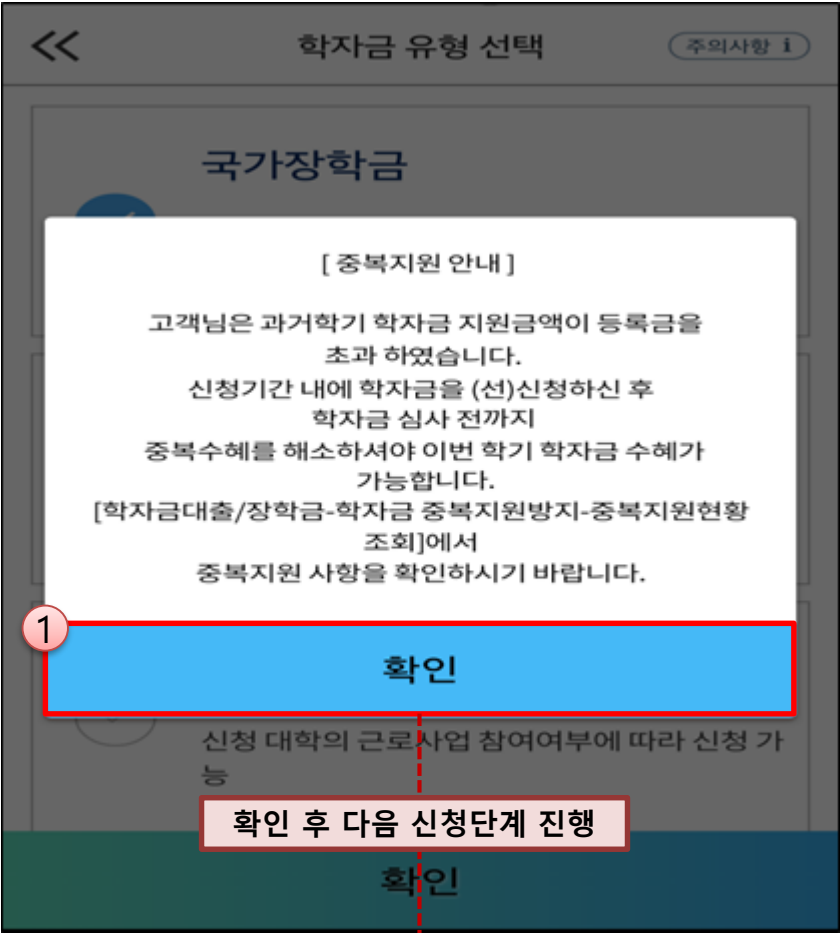 학자금 유형 선택
주의사항 i
국가장학금
[ 중복지원 안내 ]
고객님은 과거학기 학자금 지원금액이 등록금을
초과 하였습니다.
신청기간 내에 학자금을 (선)신청하신 후
학자금 심사 전까지
중복수혜를 해소하셔야 이번 학기 학자금 수혜가
가능합니다.
[학자금대출/장학금-학자금 중복지원방지-중복지원현황
조회]에서
중복지원 사항을 확인하시기 바랍니다.
1
확인
신청 대학의 근로사업 참여여부에 따라 신청 가
능
확인 후 다음 신청단계 진행
확인